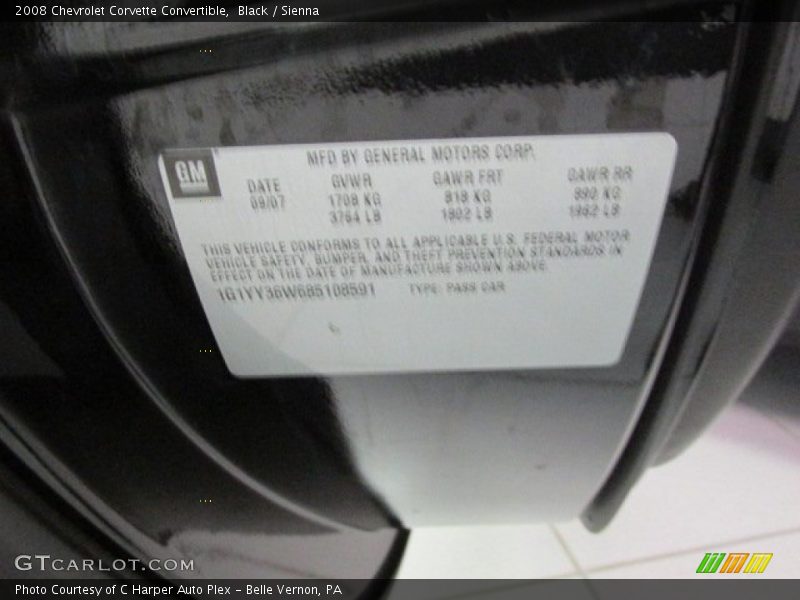 2008 Chevrolet Corvette Convertible,  Black / Sienna
GM
MFD BY GENERAL MOTORS CORP.
DATE GVWR GAWR FRT GAWR RR
09/07 1708 KG 818 KG 890 KG
3764 LB 1802 LB 1962 LB
THIS VEHICLE CONFORMS TO ALL APPLICABLE U.S. FEDERAL MOTOR
VEHICLE SAFETY, BUMPER, AND THEFT PREVENTION STANDARDS IN
EFFECT ON THE DATE OF MANUFACTURE SHOWN ABOVE.
1G1YY36W685108591 TYPE: PASS CAR
GTCARLOT.COM
Photo Courtesy of C Harper Auto Plex - Belle Vernon, PA